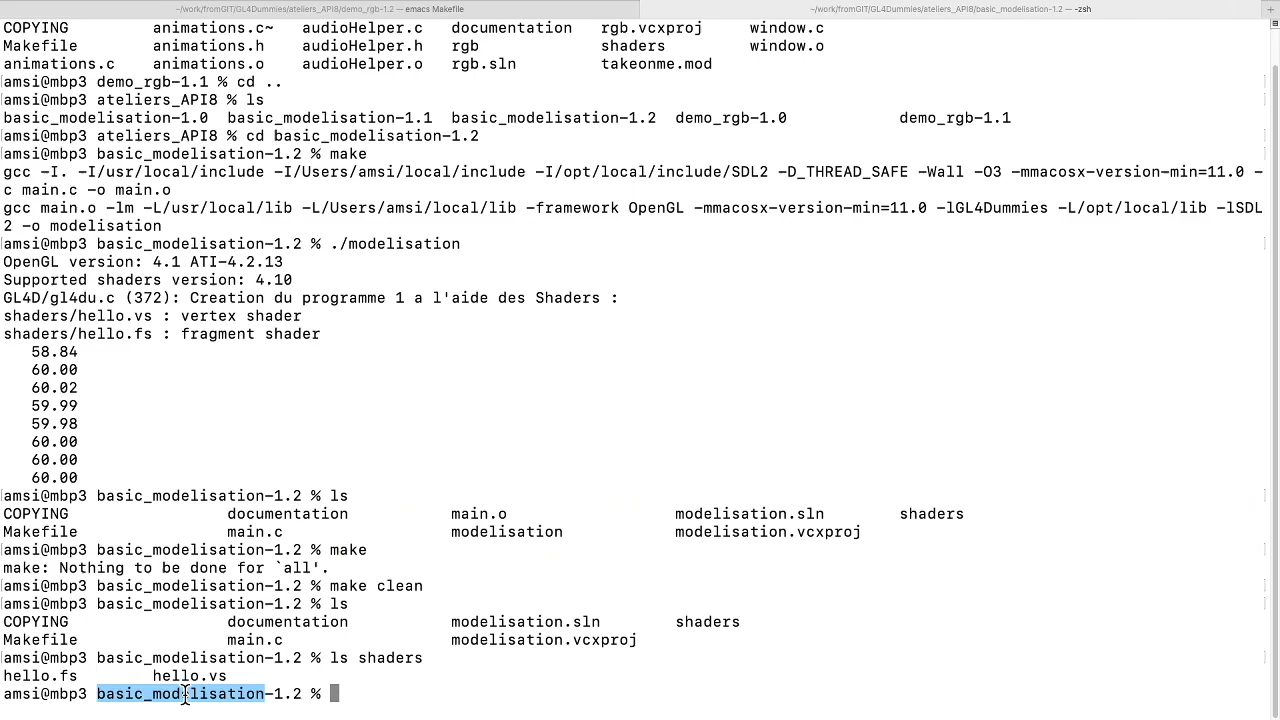 ~/work/fromGIT/GL4Dummies/ateliers_API8/demo_rgb-1.2 — emacs Makefile
~/work/fromGIT/GL4Dummies/ateliers_API8/basic_modelisation-1.2 — -zsh
COPYING animations.c~ audioHelper.c documentation rgb.vcxproj window.c
Makefile animations.h audioHelper.h rgb shaders window.o
animations.c animations.o audioHelper.o rgb.sln takeonme.mod
amsi@mbp3 demo_rgb-1.1 % cd ..
amsi@mbp3 ateliers_API8 % ls
basic_modelisation-1.0 basic_modelisation-1.1 basic_modelisation-1.2 demo_rgb-1.0 demo_rgb-1.1
amsi@mbp3 ateliers_API8 % cd basic_modelisation-1.2
amsi@mbp3 basic_modelisation-1.2 % make
gcc -I. -I/usr/local/include -I/Users/amsi/local/include -I/opt/local/include/SDL2 -D_THREAD_SAFE -Wall -O3 -mmacosx-version-min=11.0 -
c main.c -o main.o
gcc main.o -lm -L/usr/local/lib -L/Users/amsi/local/lib -framework OpenGL -mmacosx-version-min=11.0 -lGL4Dummies -L/opt/local/lib -lSDL
2 -o modelisation
amsi@mbp3 basic_modelisation-1.2 % ./modelisation
OpenGL version: 4.1 ATI-4.2.13
Supported shaders version: 4.10
GL4D/gl4du.c (372): Creation du programme 1 a l'aide des Shaders :
shaders/hello.vs : vertex shader
shaders/hello.fs : fragment shader
58.84
60.00
60.02
59.99
59.98
60.00
60.00
60.00
amsi@mbp3 basic_modelisation-1.2 % ls
COPYING documentation main.o modelisation.sln shaders
Makefile main.c modelisation modelisation.vcxproj
amsi@mbp3 basic_modelisation-1.2 % make
make: Nothing to be done for `all'.
amsi@mbp3 basic_modelisation-1.2 % make clean
amsi@mbp3 basic_modelisation-1.2 % ls
COPYING documentation modelisation.sln shaders
Makefile main.c modelisation.vcxproj
amsi@mbp3 basic_modelisation-1.2 % ls shaders
hello.fs hello.vs
amsi@mbp3 basic_modelisation-1.2 %